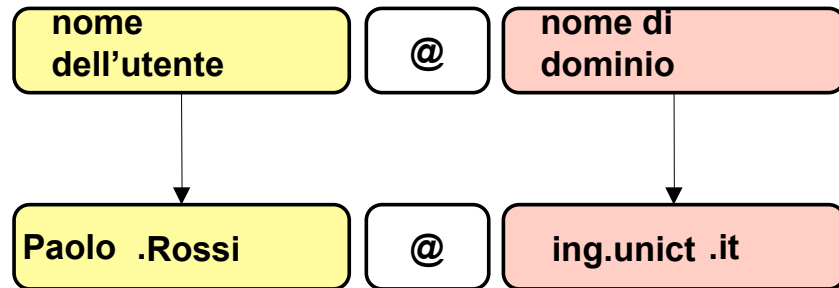 nome
dell’utente
@
nome di
dominio
Paolo .Rossi
@
ing.unict .it